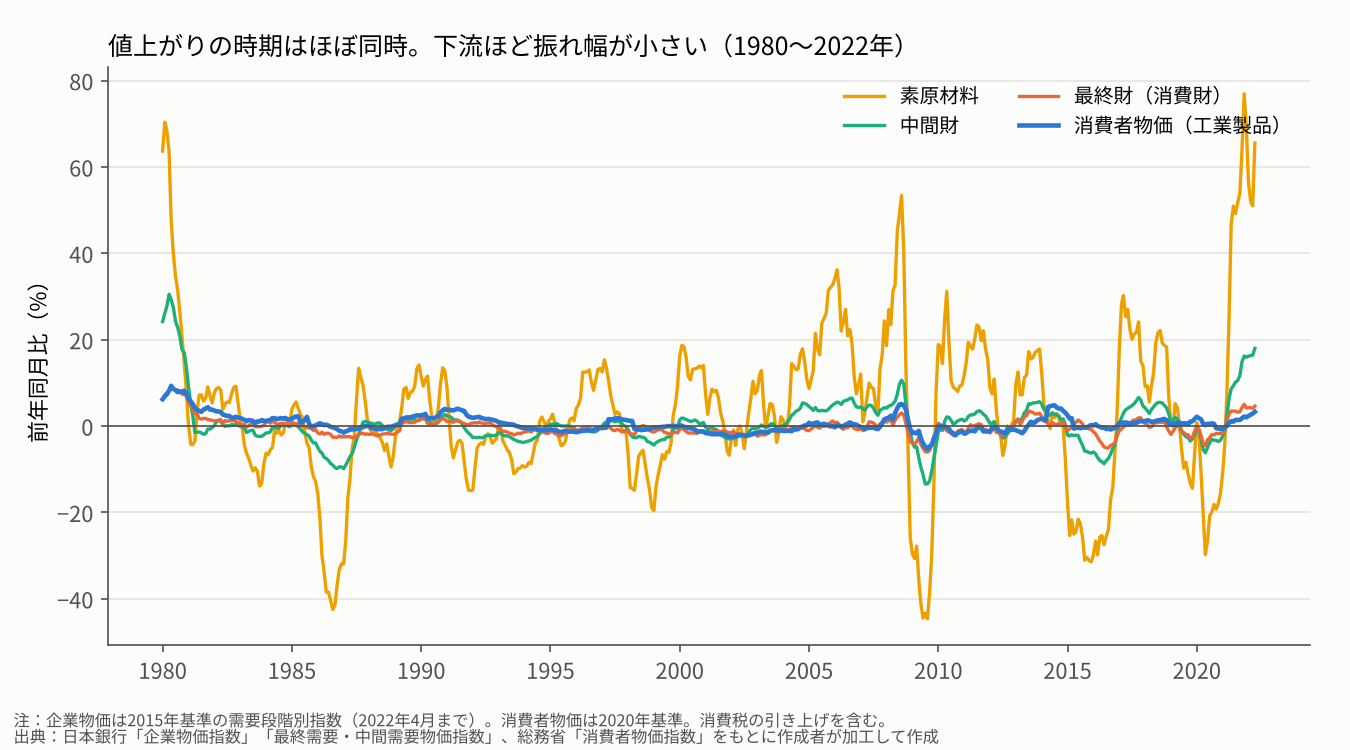 値上がりの時期はほぼ同時。下流ほど振れ幅が小さい（1980～2022年）
前年同月比（%）
80
60
40
20
0
−20
−40
素原材料
中間財
最終財（消費財）
消費者物価（工業製品）
1980
1985
1990
1995
2000
2005
2010
2015
2020
注：企業物価は2015年基準の需要段階別指数（2022年4月まで）。消費者物価は2020年基準。消費税の引き上げを含む。
出典：日本銀行「企業物価指数」「最終需要・中間需要物価指数」、総務省「消費者物価指数」をもとに作成者が加工して作成